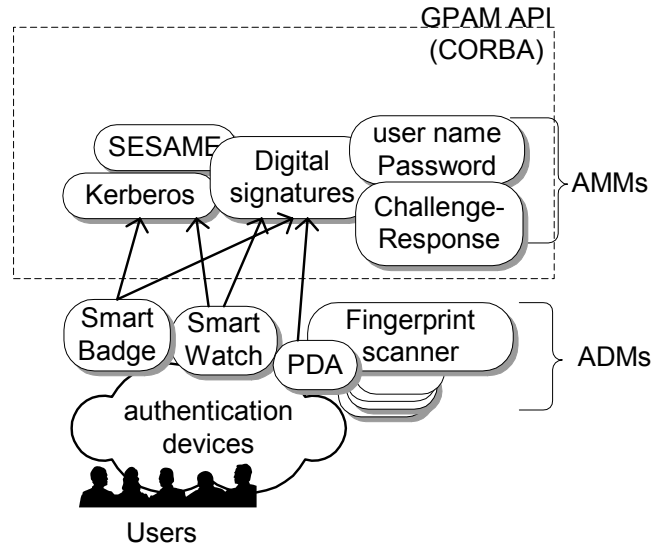 GPAM API
(CORBA)
SESAME
Kerberos
Digital
signatures
user name
Password
Challenge-
Response
AMMs
Smart
Badge
Smart
Watch
PDA
Fingerprint
scanner
ADMs
authentication
devices
Users